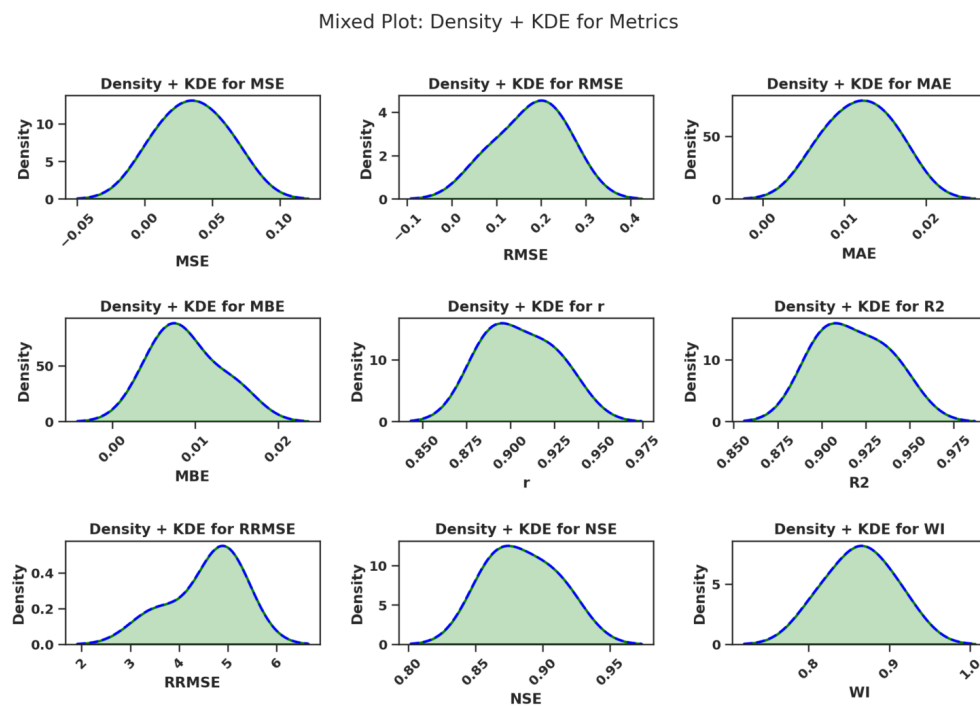 Mixed Plot: Density + KDE for Metrics
Density + KDE for MSE
Density
10
5
0
−0.05
0.00
0.05
0.10
MSE
Density + KDE for RMSE
Density
4
2
0
−0.1
0.0
0.1
0.2
0.3
0.4
RMSE
Density + KDE for MAE
Density
50
0
0.00
0.01
0.02
MAE
Density + KDE for MBE
Density
50
0
0.00
0.01
0.02
MBE
Density + KDE for r
Density
10
0
0.850
0.875
0.900
0.925
0.950
0.975
r
Density + KDE for R2
Density
10
0
0.850
0.875
0.900
0.925
0.950
0.975
R2
Density + KDE for RRMSE
Density
0.4
0.2
0.0
2
3
4
5
6
RRMSE
Density + KDE for NSE
Density
10
5
0
0.80
0.85
0.90
0.95
NSE
Density + KDE for WI
Density
5
0
0.8
0.9
1.0
WI